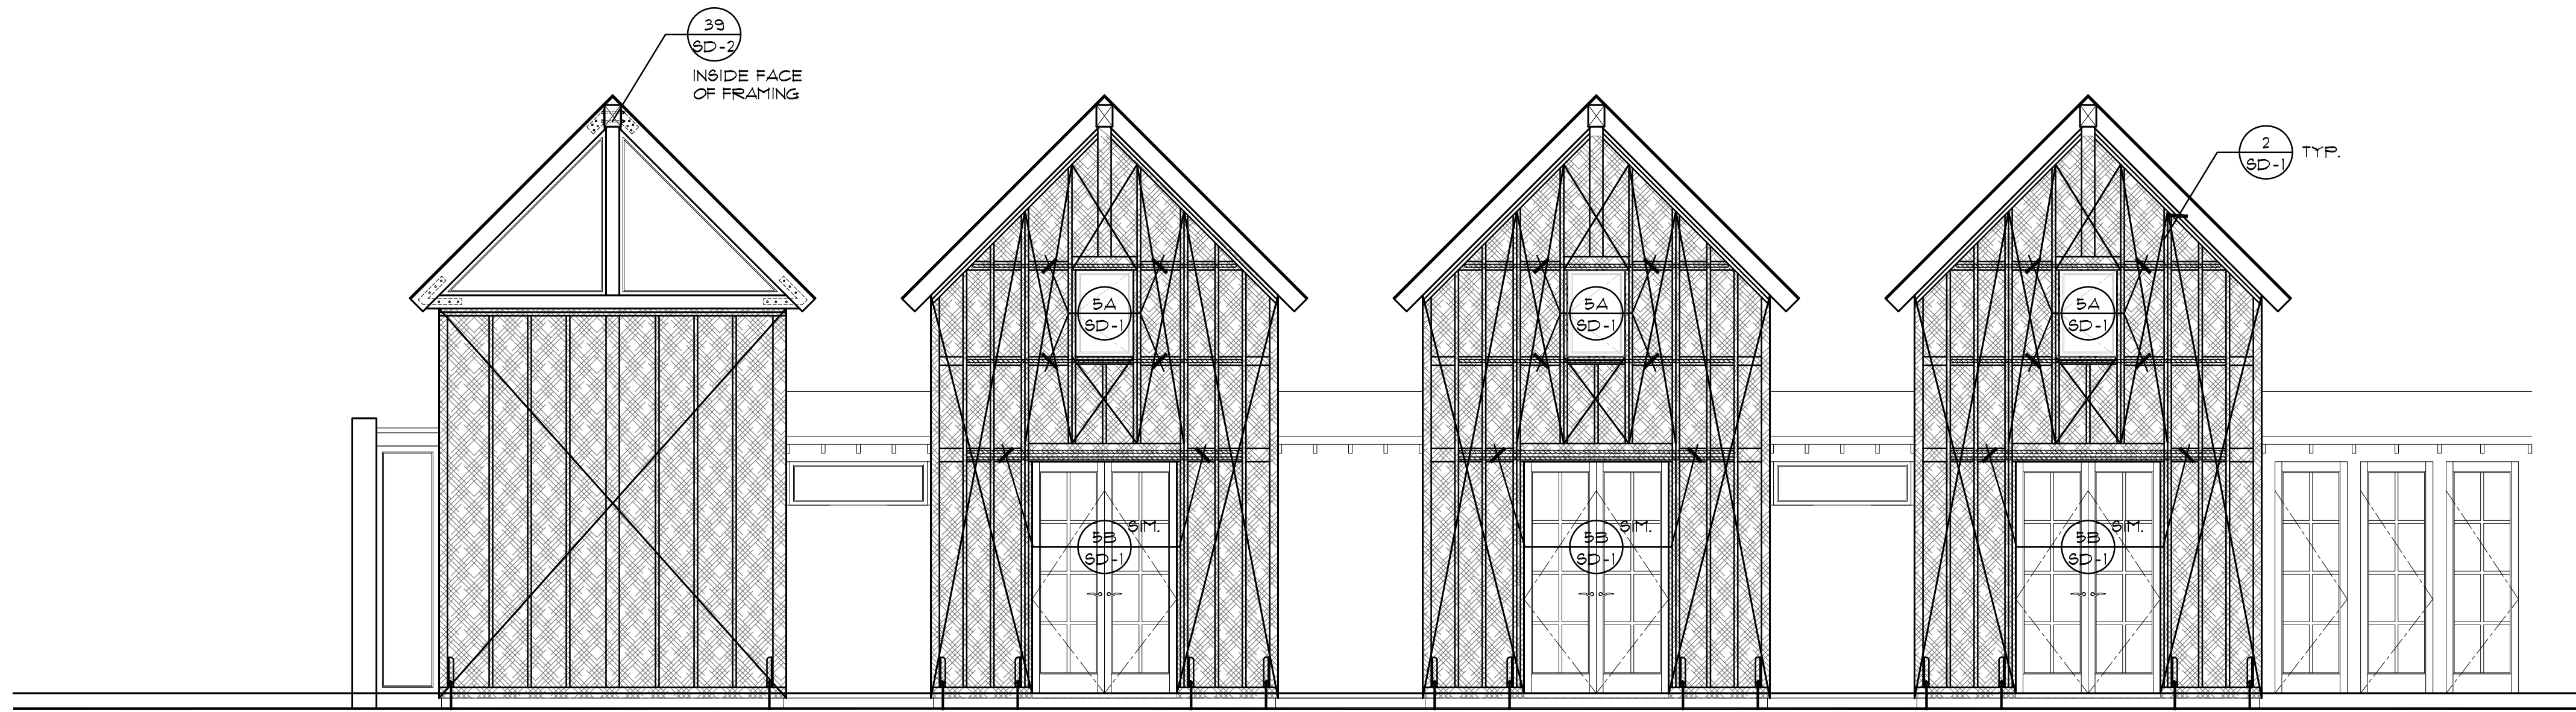 39
SD-2
INSIDE FACE
OF FRAMING
2
SD-1
TYP.
5A
SD-1
5A
SD-1
5A
SD-1
SIM.
5B
SD-1
SIM.
5B
SD-1
SIM.
5B
SD-1